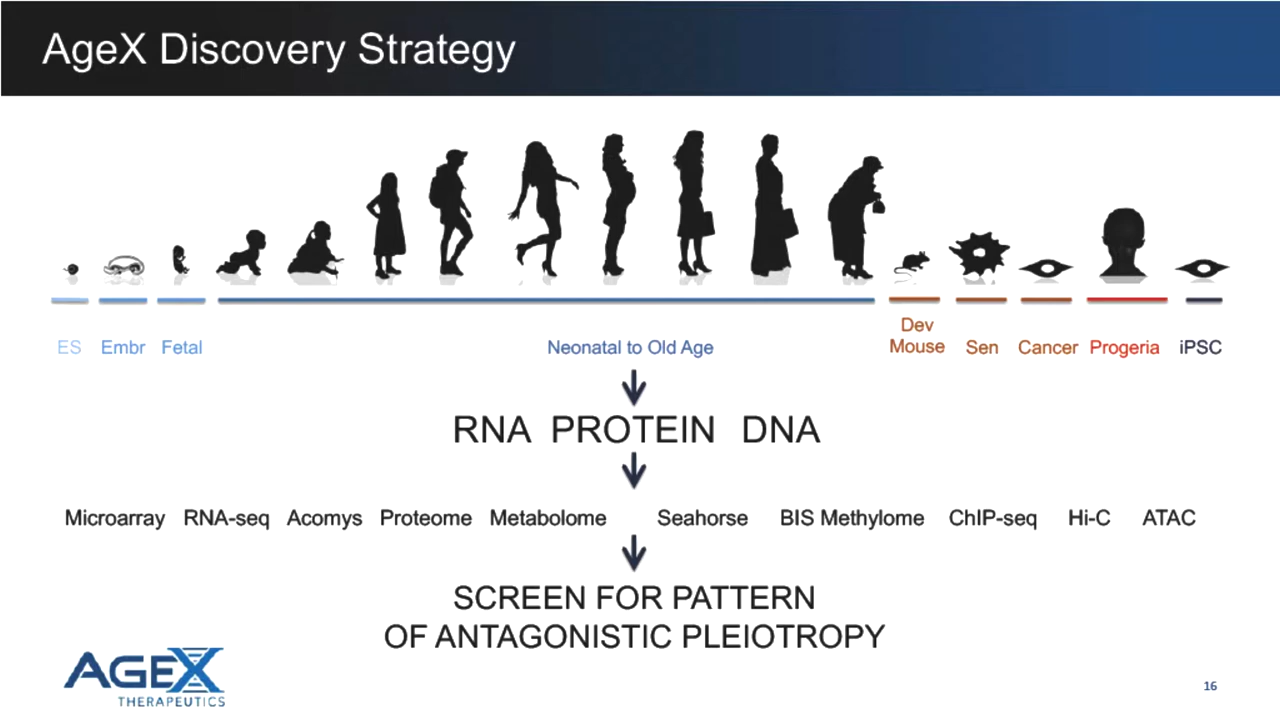 AgeX Discovery Strategy
ES Embr Fetal Neonatal to Old Age Dev Mouse Sen Cancer Progeria iPSC
RNA PROTEIN DNA
Microarray RNA-seq Acomys Proteome Metabolome Seahorse BIS Methylome ChIP-seq Hi-C ATAC
SCREEN FOR PATTERN
OF ANTAGONISTIC PLEIOTROPY
AGEX
THERAPEUTICS
16